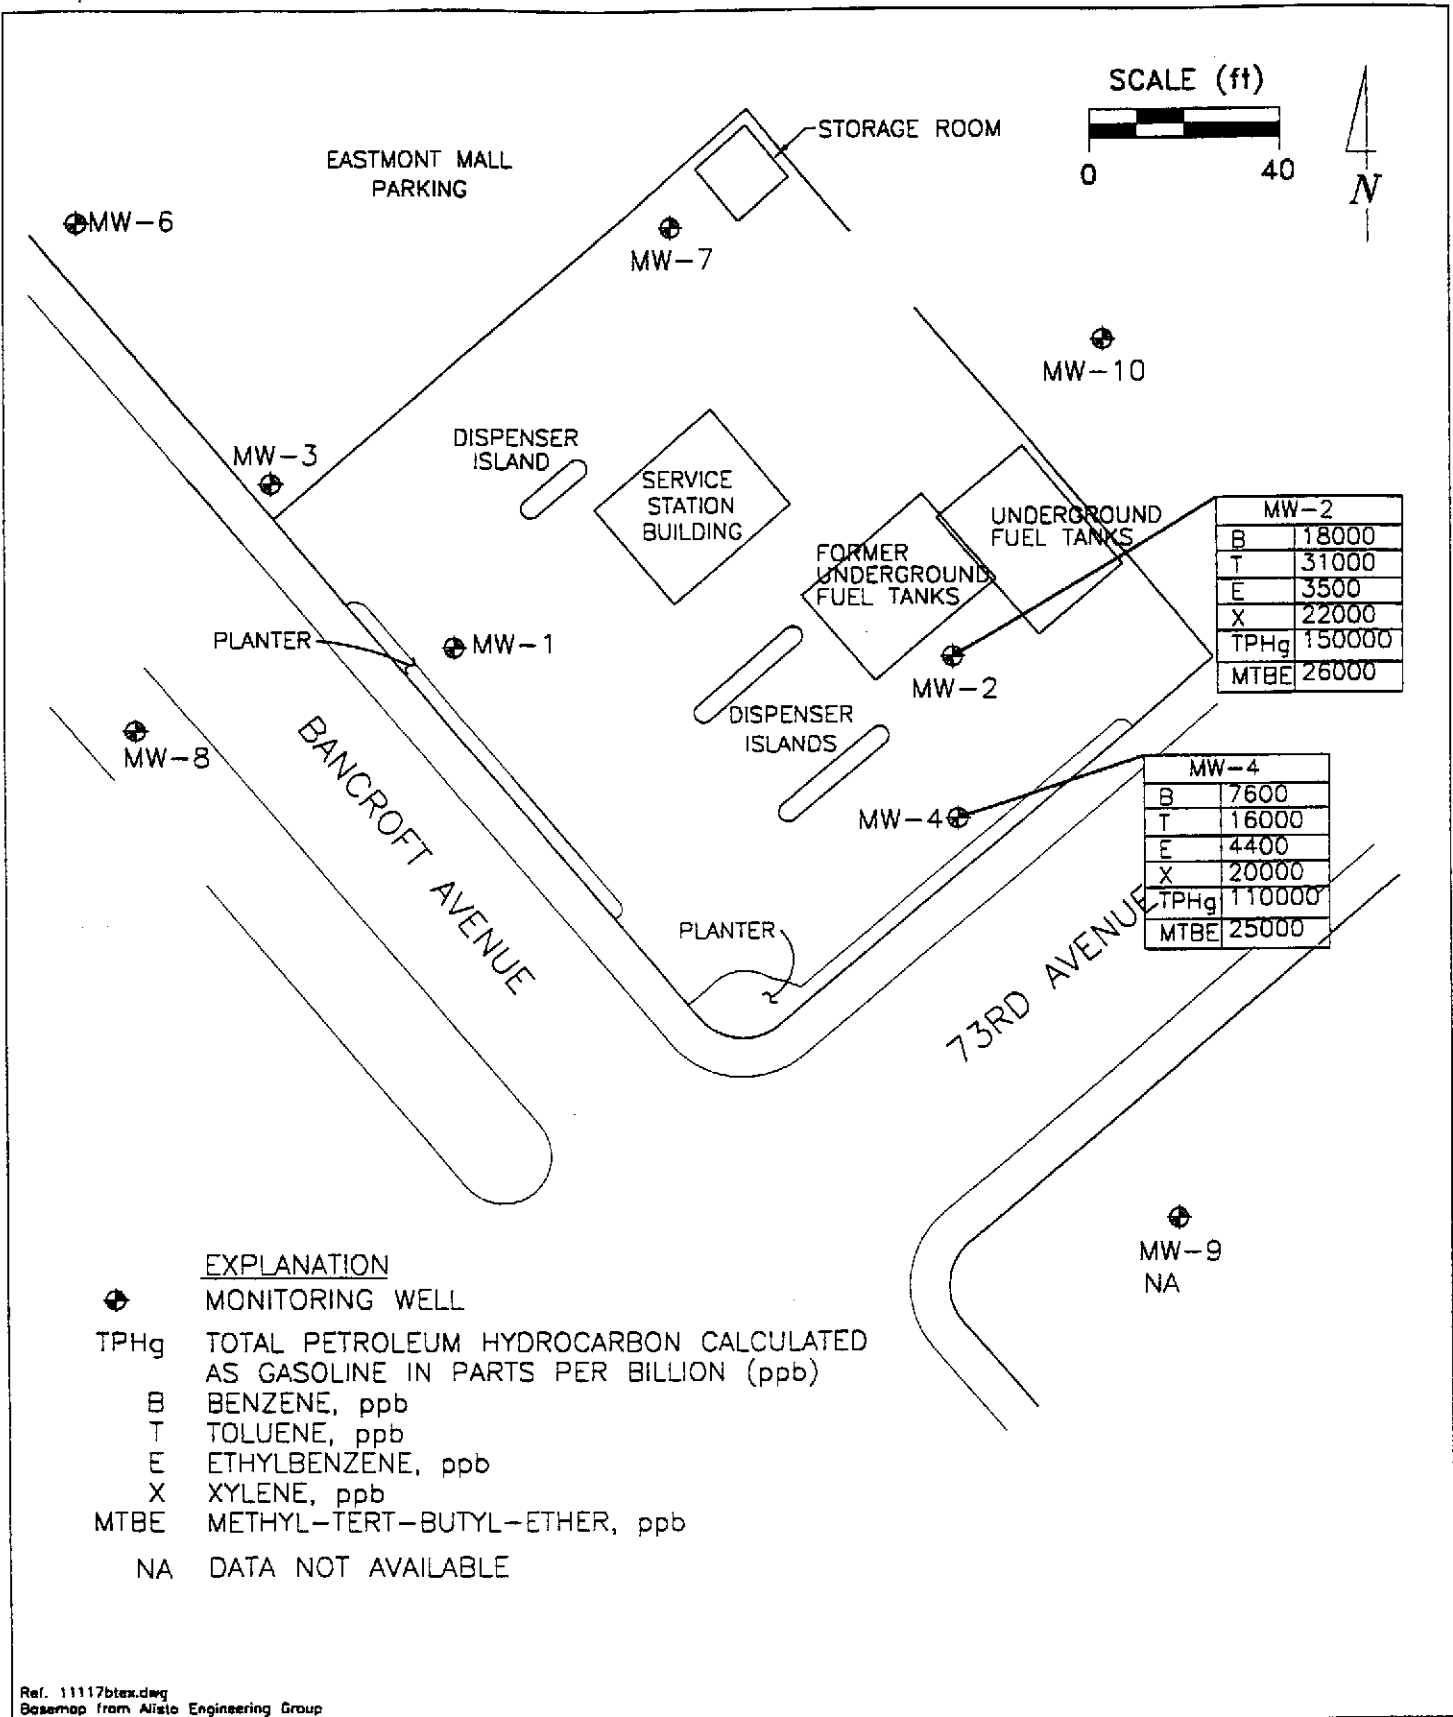 SCALE (ft)
0 40
N
STORAGE ROOM
EASTMONT MALL
PARKING
MW-6
MW-7
MW-10
MW-3
DISPENSER
ISLAND
SERVICE
STATION
BUILDING
UNDERGROUND
FUEL TANKS
FORMER
UNDERGROUND
FUEL TANKS
MW-2
B 18000
T 31000
E 3500
X 22000
TPHg 150000
MTBE 26000
PLANTER
MW-1
MW-2
DISPENSER
ISLANDS
MW-8
BANCROFT AVENUE
MW-4
MW-4
B 7600
T 16000
E 4400
X 20000
TPHg 110000
MTBE 25000
PLANTER
73RD AVENUE
MW-9
NA
EXPLANATION
MONITORING WELL
TPHg TOTAL PETROLEUM HYDROCARBON CALCULATED
AS GASOLINE IN PARTS PER BILLION (ppb)
B BENZENE, ppb
T TOLUENE, ppb
E ETHYLBENZENE, ppb
X XYLENE, ppb
MTBE METHYL-TERT-BUTYL-ETHER, ppb
NA DATA NOT AVAILABLE
Ref. 11117btex.dwg
Basemap from Alisto Engineering Group